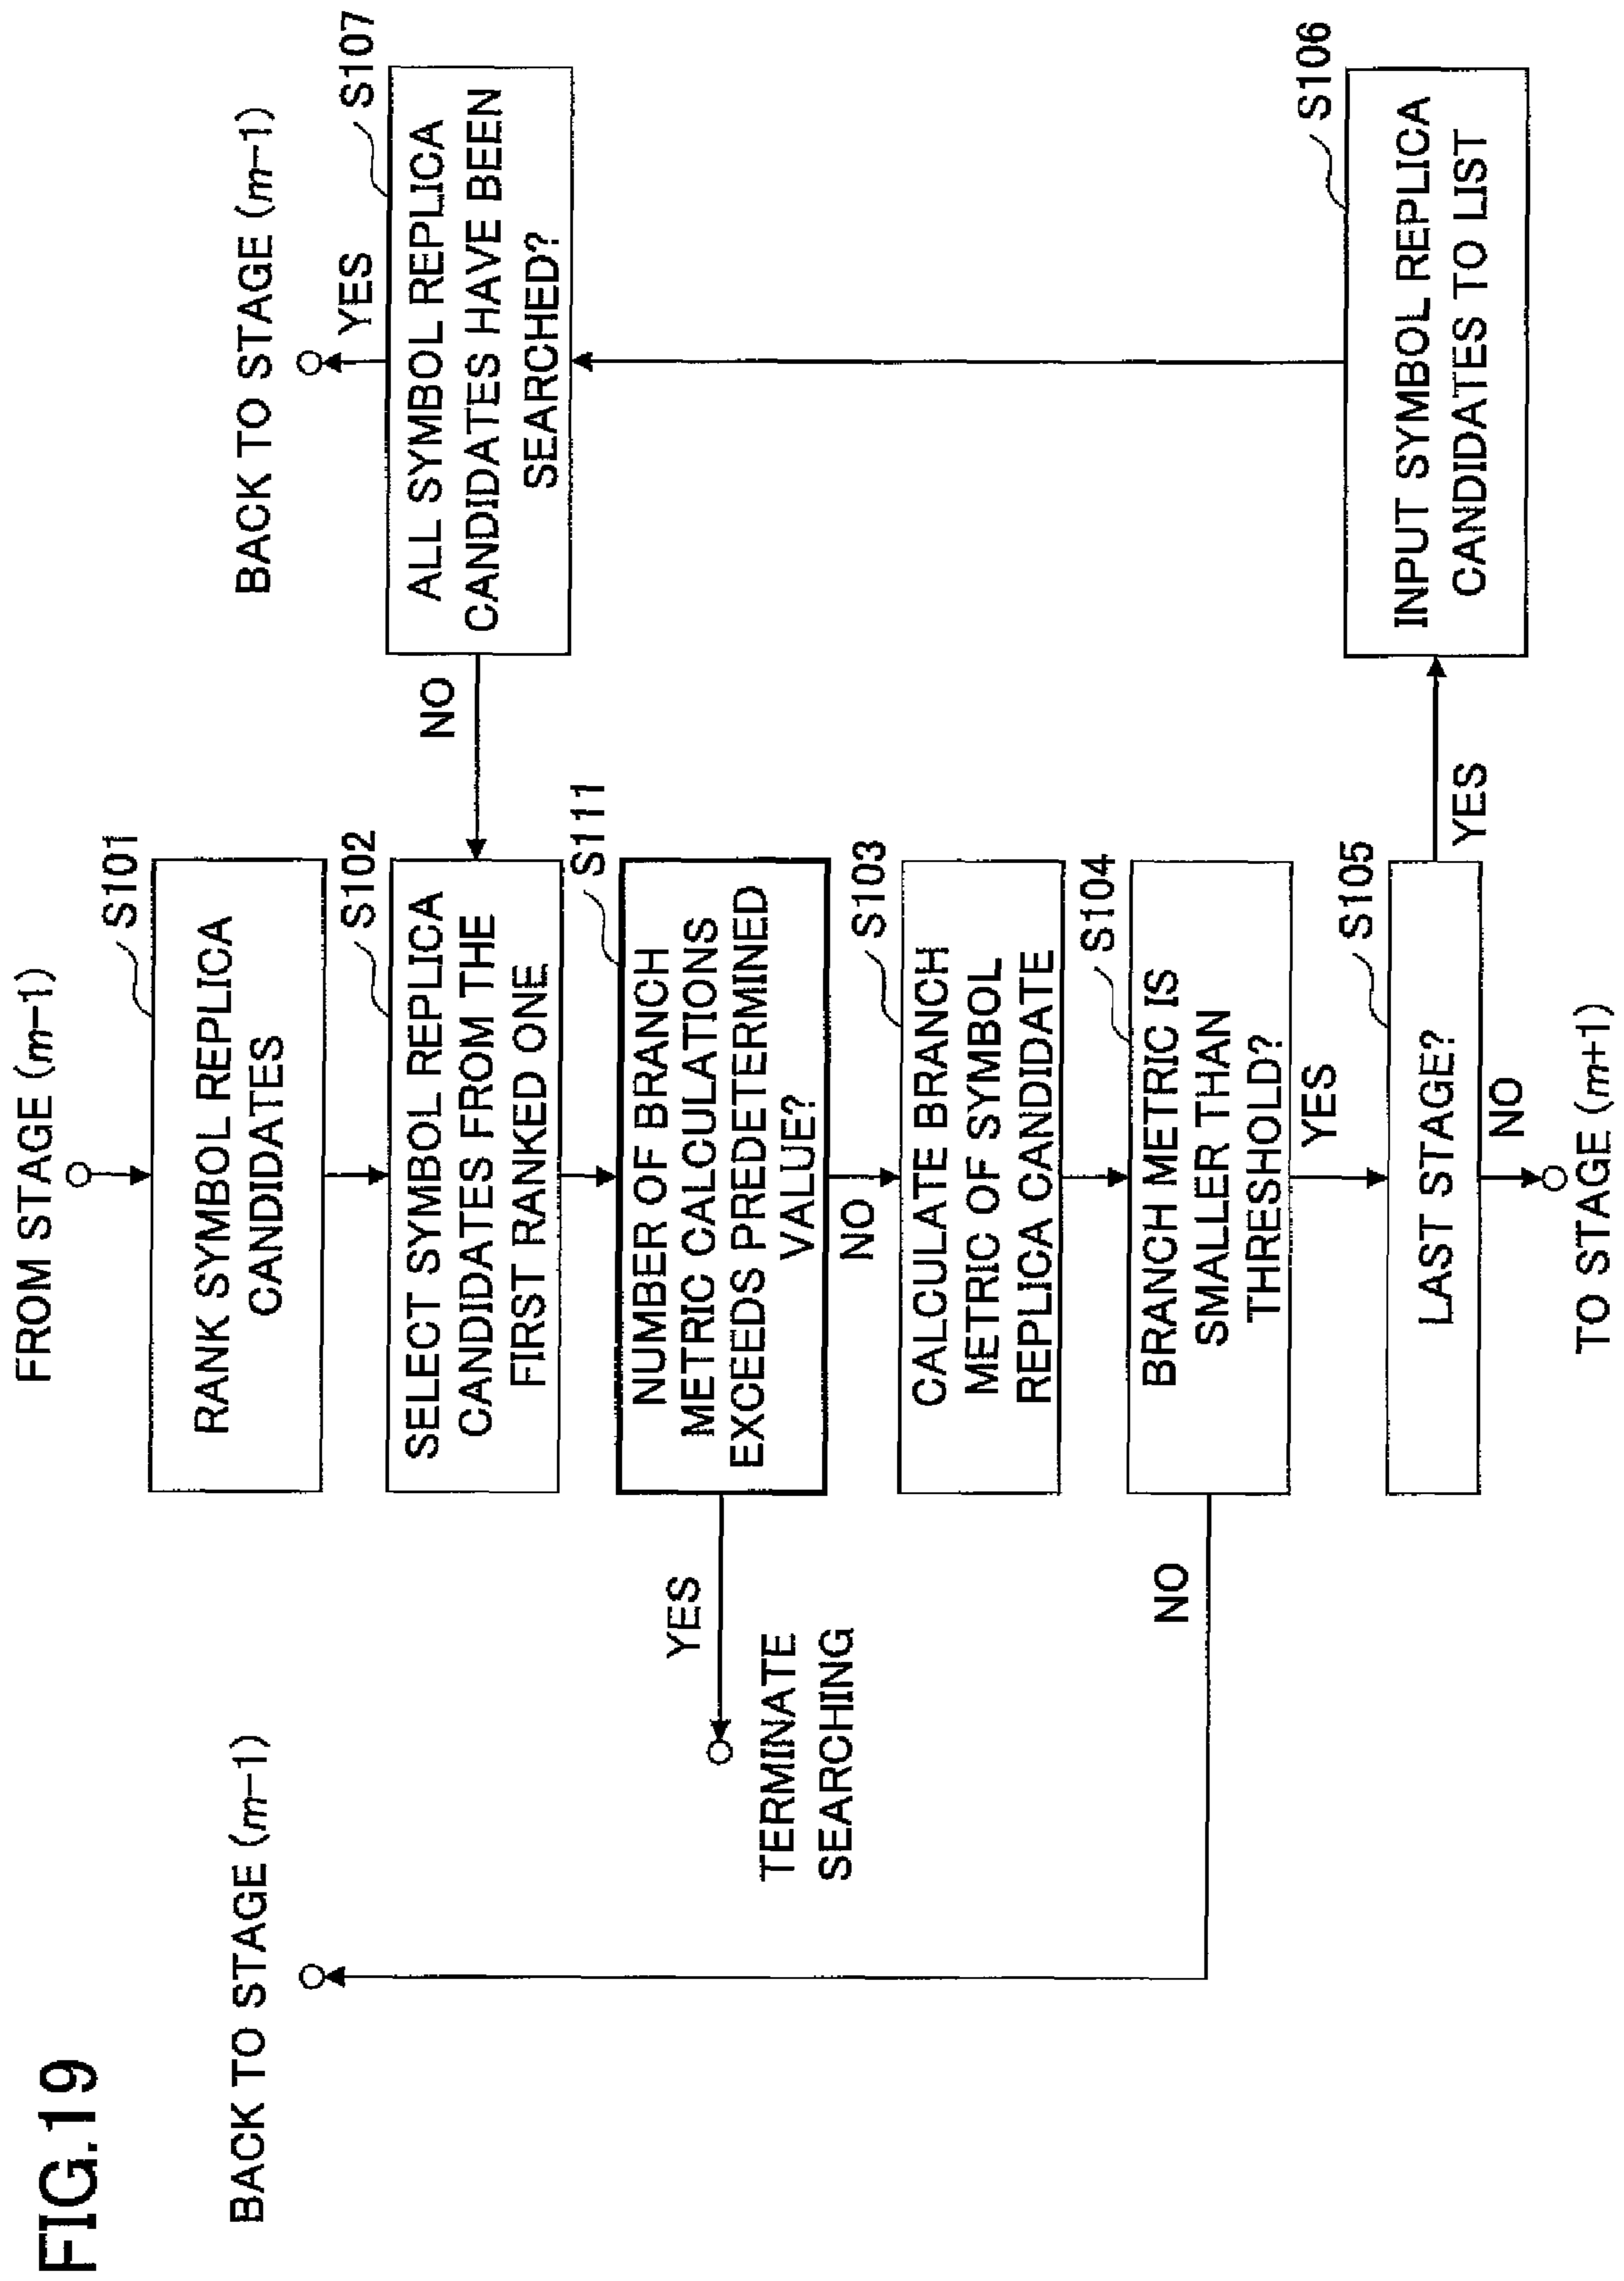 FIG.19
FROM STAGE (m−1)
S101
RANK SYMBOL REPLICA
CANDIDATES
S102
SELECT SYMBOL REPLICA
CANDIDATES FROM THE
FIRST RANKED ONE
S111
NUMBER OF BRANCH
METRIC CALCULATIONS
EXCEEDS PREDETERMINED
VALUE?
YES
TERMINATE
SEARCHING
NO
S103
CALCULATE BRANCH
METRIC OF SYMBOL
REPLICA CANDIDATE
S104
BRANCH METRIC IS
SMALLER THAN
THRESHOLD?
NO
BACK TO STAGE (m−1)
YES
S105
LAST STAGE?
NO
TO STAGE (m+1)
YES
S106
INPUT SYMBOL REPLICA
CANDIDATES TO LIST
S107
ALL SYMBOL REPLICA
CANDIDATES HAVE BEEN
SEARCHED?
NO
YES
BACK TO STAGE (m−1)